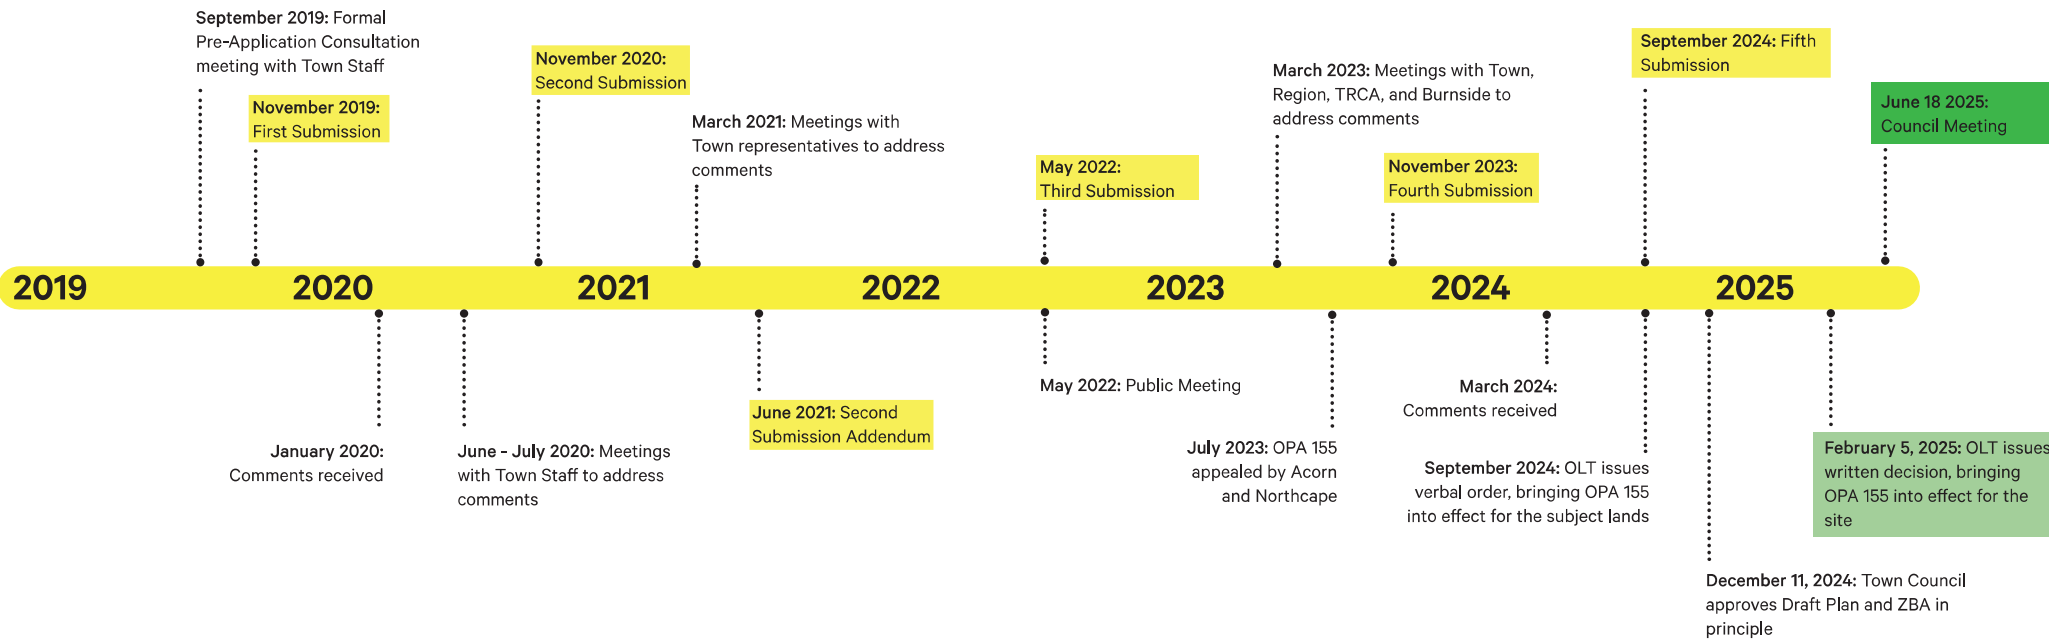 September 2019: Formal
Pre-Application Consultation
meeting with Town Staff
November 2019:
First Submission
November 2020:
Second Submission
March 2021: Meetings with
Town representatives to address
comments
May 2022:
Third Submission
March 2023: Meetings with Town,
Region, TRCA, and Burnside to
address comments
November 2023:
Fourth Submission
September 2024: Fifth
Submission
June 18 2025:
Council Meeting
2019
2020
2021
2022
2023
2024
2025
January 2020:
Comments received
June - July 2020: Meetings
with Town Staff to address
comments
June 2021: Second
Submission Addendum
May 2022: Public Meeting
July 2023: OPA 155
appealed by Acorn
and Northcape
March 2024:
Comments received
September 2024: OLT issues
verbal order, bringing OPA 155
into effect for the subject lands
December 11, 2024: Town Council
approves Draft Plan and ZBA in
principle
February 5, 2025: OLT issues
written decision, bringing
OPA 155 into effect for the
site